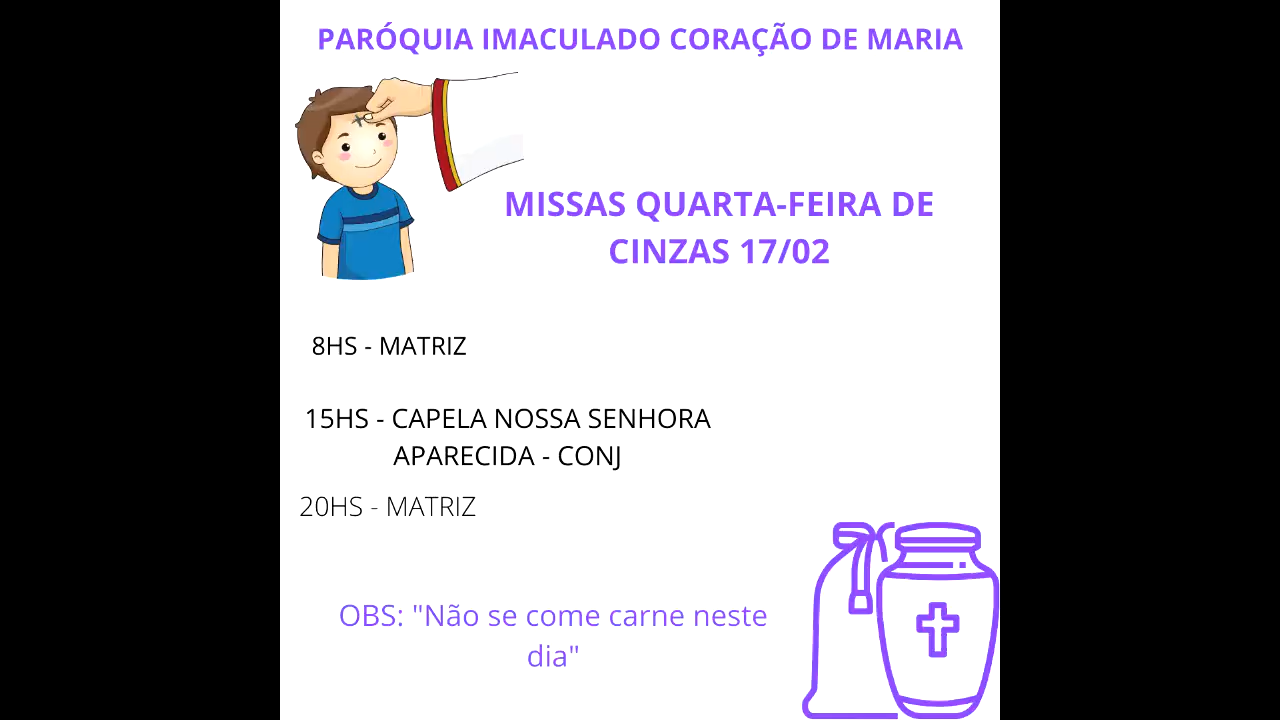 PARÓQUIA IMACULADO CORAÇÃO DE MARIA
MISSAS QUARTA-FEIRA DE
CINZAS 17/02
8HS - MATRIZ
15HS - CAPELA NOSSA SENHORA
APARECIDA - CONJ
20HS - MATRIZ
OBS: "Não se come carne neste
dia"